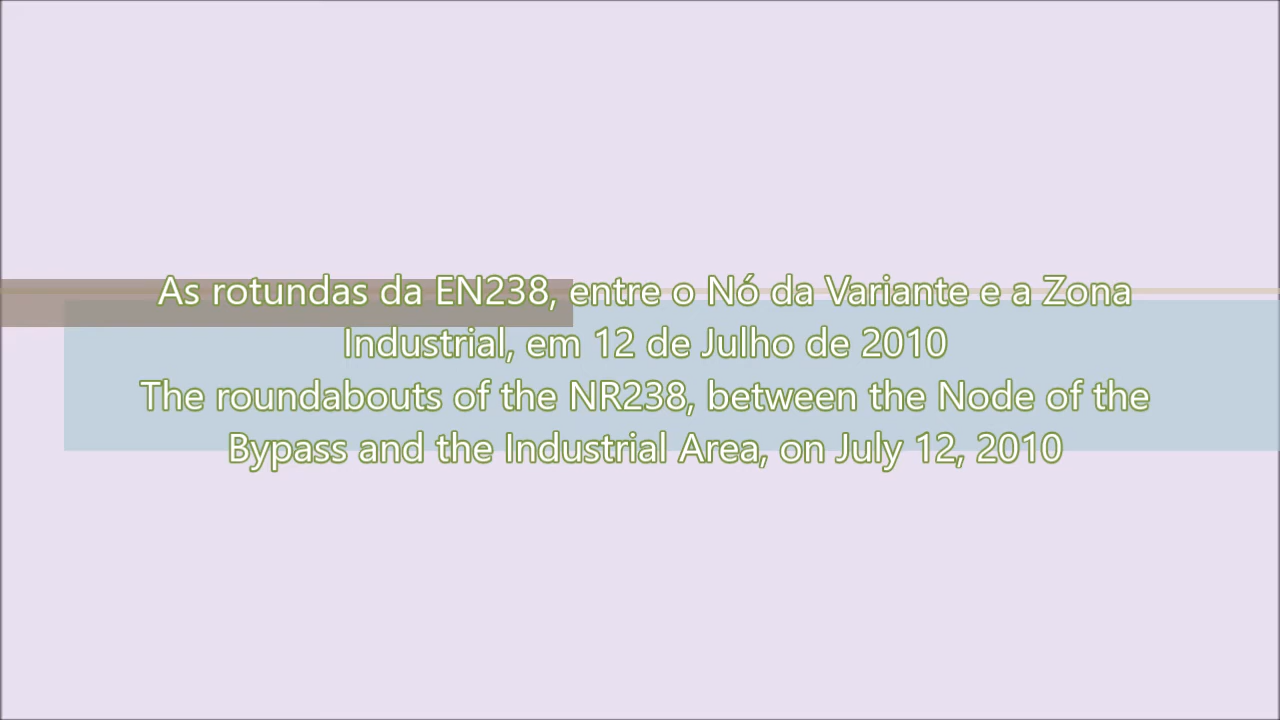 As rotundas da EN238, entre o Nó da Variante e a Zona
Industrial, em 12 de Julho de 2010
The roundabouts of the NR238, between the Node of the
Bypass and the Industrial Area, on July 12, 2010